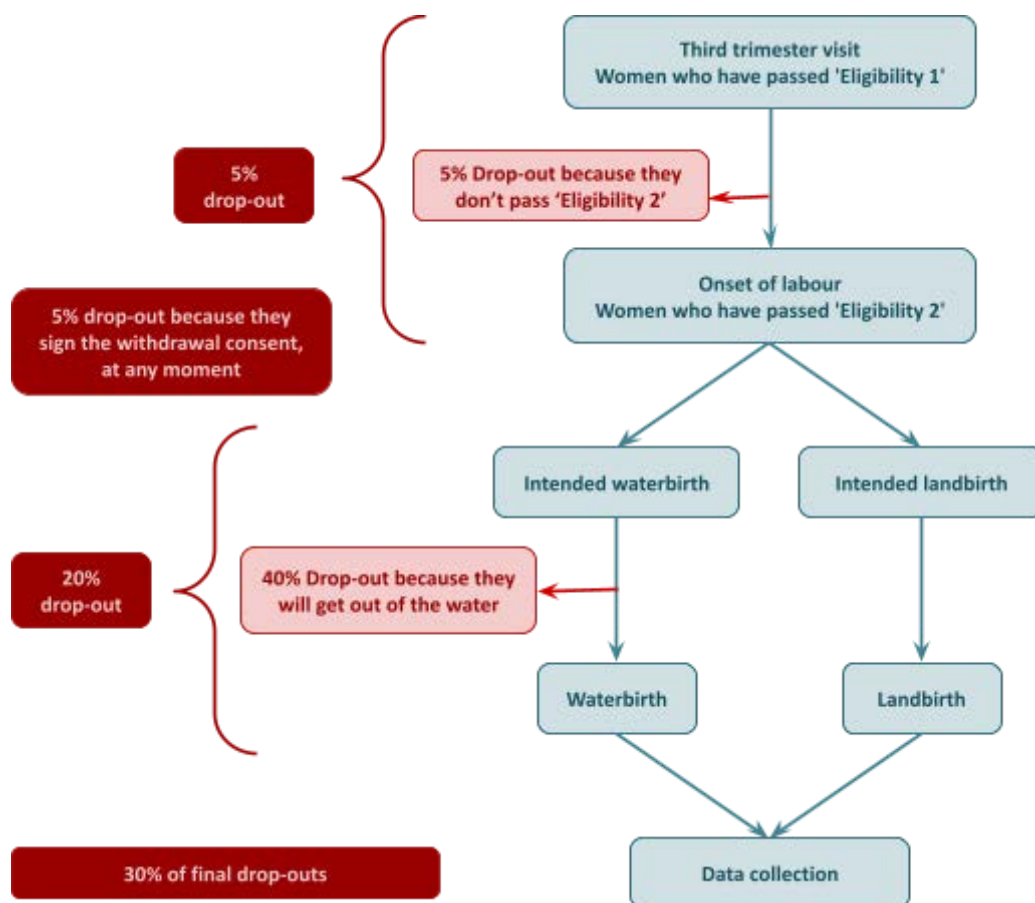 Third trimester visit
Women who have passed 'Eligibility 1'
5%
drop-out
5% Drop-out because they
don't pass ‘Eligibility 2’
Onset of labour
Women who have passed 'Eligibility 2'
5% drop-out because they
sign the withdrawal consent,
at any moment
Intended waterbirth
Intended landbirth
20%
drop-out
40% Drop-out because they
will get out of the water
Waterbirth
Landbirth
30% of final drop-outs
Data collection